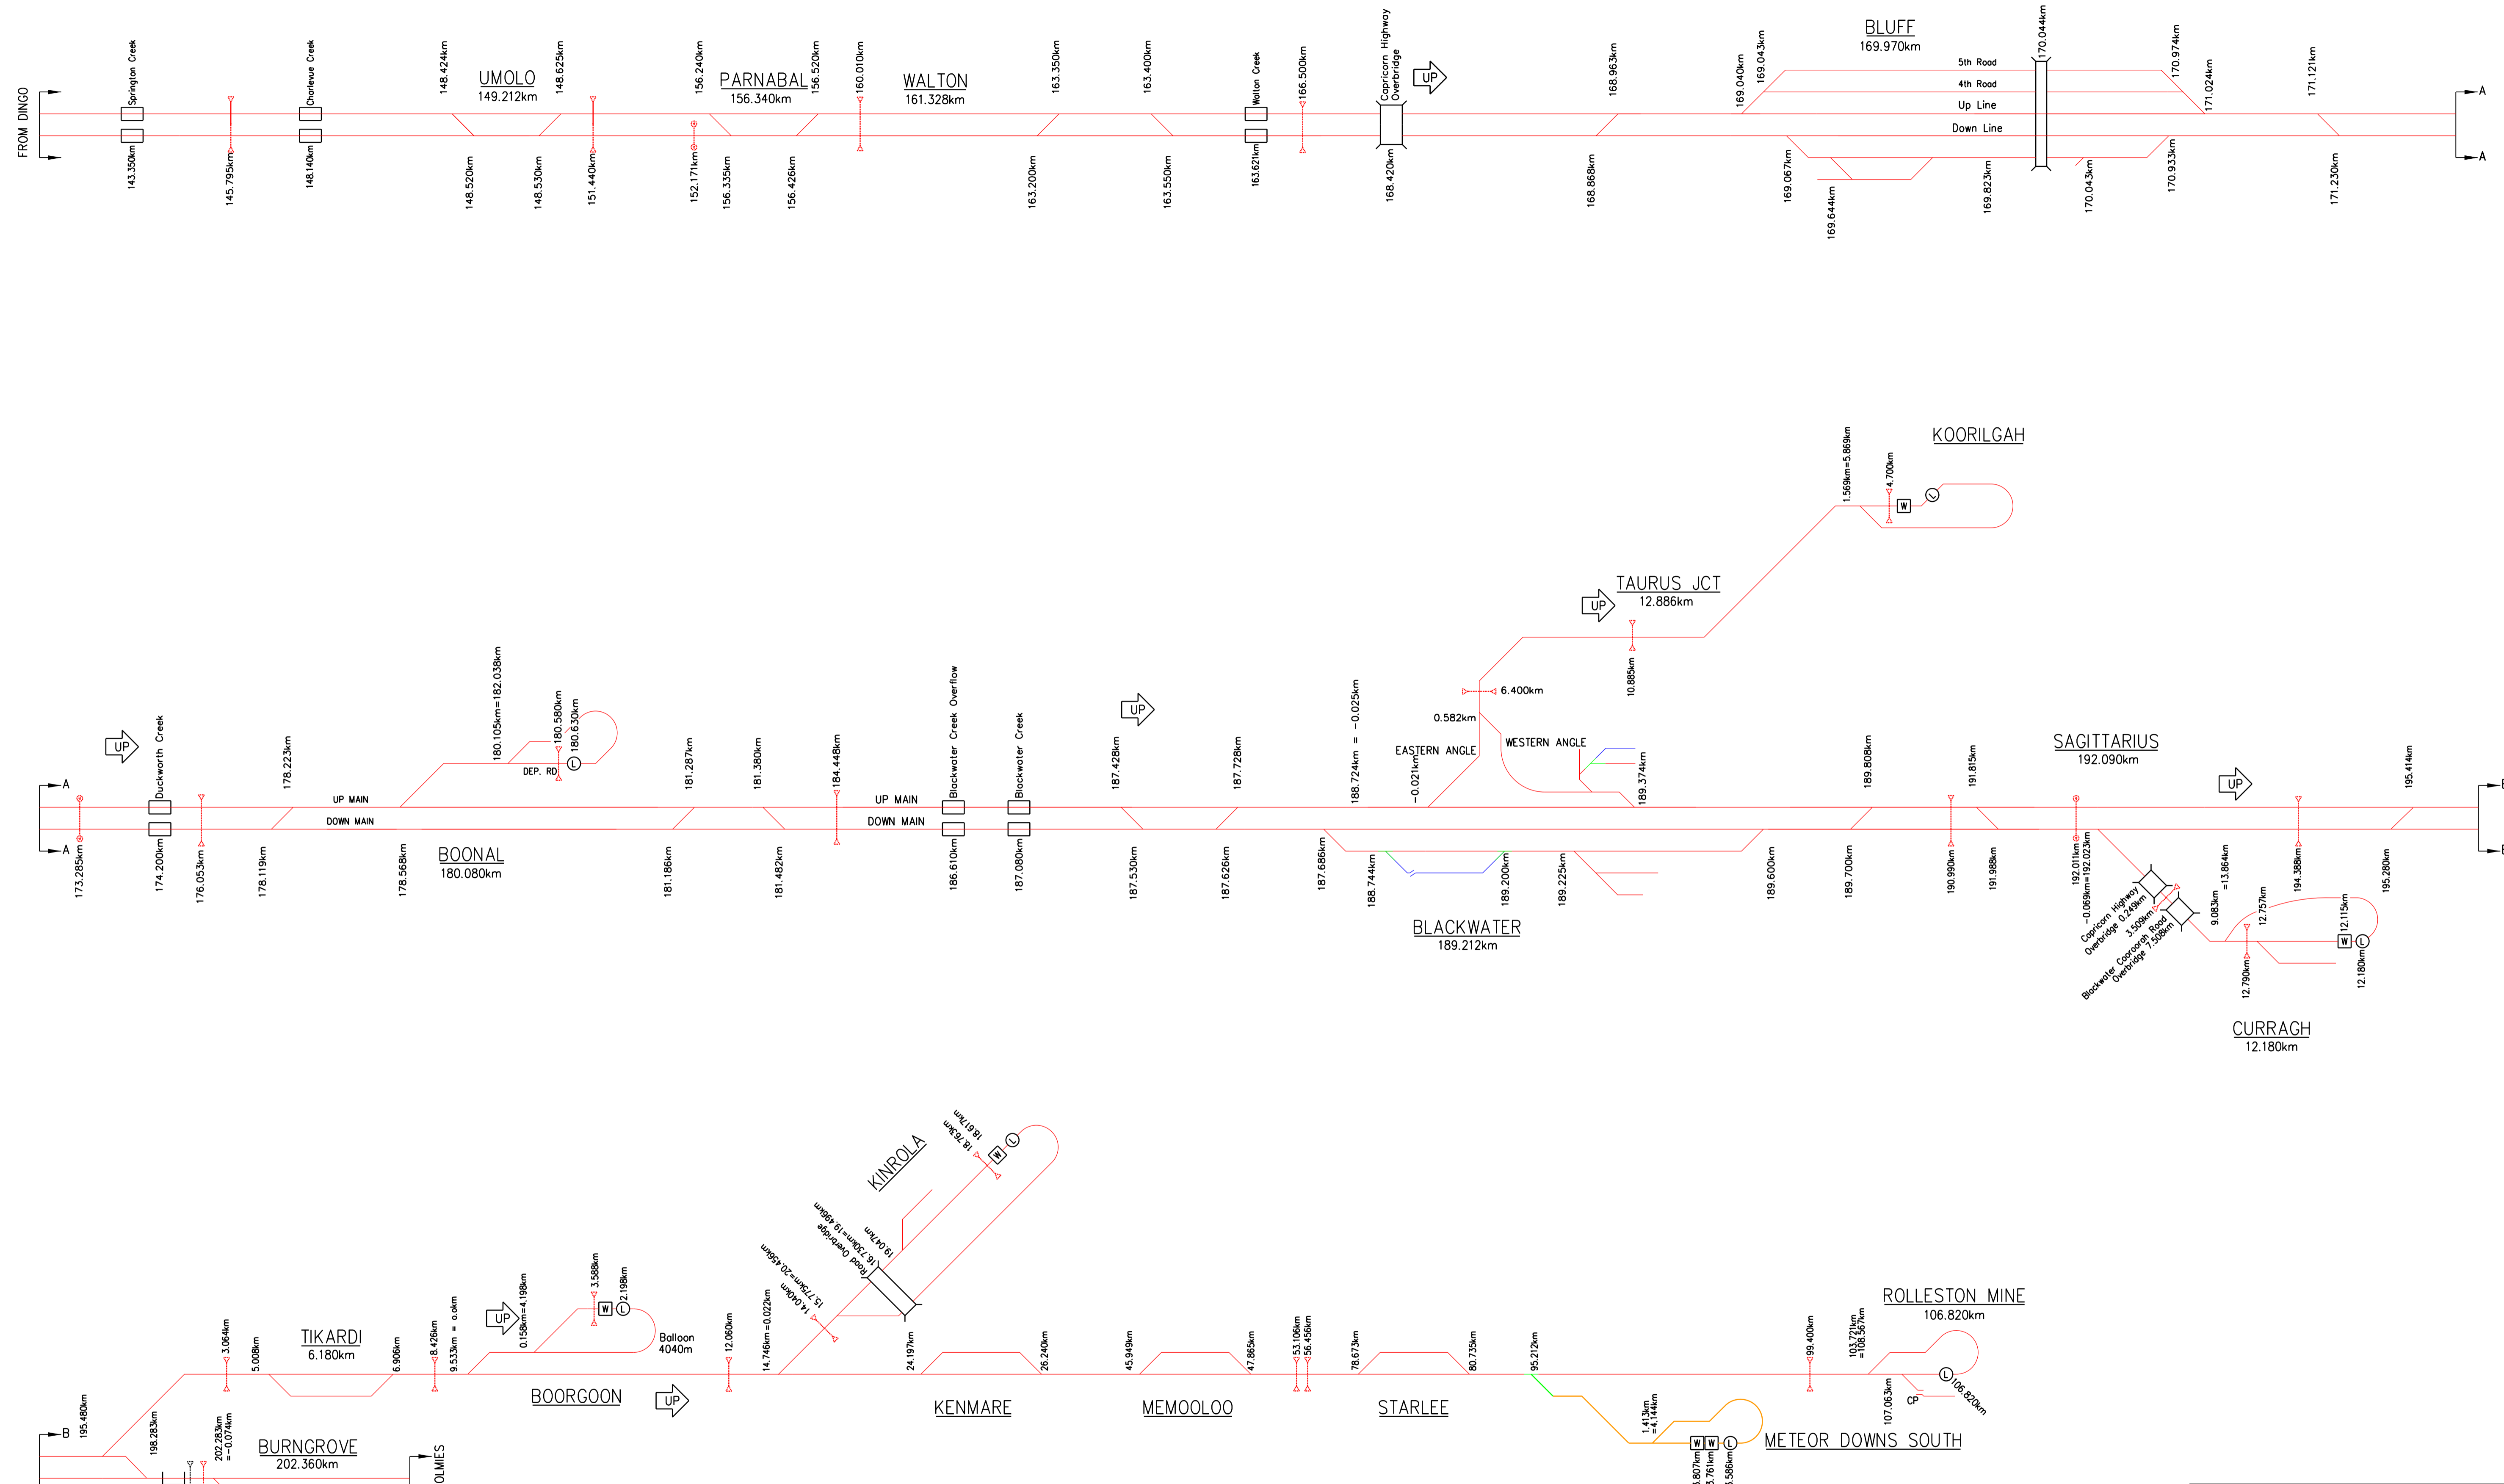 FROM DINGO
Springton Creek
143.350km
145.795km
Charlevue Creek
148.140km
148.424km
148.520km
UMOLO
149.212km
148.530km
148.625km
151.440km
152.171km
156.240km
156.335km
PARNABAL
156.340km
156.426km
156.520km
160.010km
WALTON
161.328km
163.200km
163.350km
163.400km
163.550km
Walton Creek
163.621km
166.500km
Capricorn Highway
Overbridge
168.420km
UP
168.868km
168.963km
169.040km
169.043km
169.067km
169.644km
BLUFF
169.970km
5th Road
4th Road
Up Line
Down Line
169.823km
170.044km
170.043km
170.933km
170.974km
171.024km
171.121km
171.230km
A
A
KOORILGAH
1.569km=5.869km
4.700km
W
L
TAURUS JCT
12.886km
UP
10.885km
6.400km
0.582km
EASTERN ANGLE
WESTERN ANGLE
A
A
173.285km
UP
Duckworth Creek
174.200km
176.053km
178.119km
178.223km
UP MAIN
DOWN MAIN
178.568km
BOONAL
180.080km
180.105km=182.038km
DEP. RD
180.580km
180.630km
L
181.186km
181.287km
181.380km
181.482km
184.448km
UP MAIN
DOWN MAIN
Blackwater Creek Overflow
186.610km
Blackwater Creek
187.080km
187.428km
UP
187.530km
187.626km
187.728km
187.686km
188.724km = -0.025km
188.744km
-0.021km
BLACKWATER
189.212km
189.200km
189.225km
189.374km
189.600km
189.700km
189.808km
190.990km
191.815km
191.988km
SAGITTARIUS
192.090km
192.011km
-0.069km=192.023km
UP
194.388km
195.280km
195.414km
Capricorn Highway
Overbridge 0.249km
3.509km
Blackwater Cooroorah Road
Overbridge 7.508km
9.083km
=13.864km
12.757km
12.790km
12.115km
W
L
12.180km
CURRAGH
12.180km
B
195.480km
198.283km
202.283km
=-0.074km
BURNGROVE
202.360km
3.064km
5.008km
TIKARDI
6.180km
6.906km
8.426km
9.533km = 0.0km
UP
0.158km=4.198km
3.588km
W
L
2.198km
Balloon
4040m
BOORGOON
UP
12.060km
14.746km=0.022km
14.040km
15.775km=20.456km
Road Overbridge
16.730km=19.496km
19.047km
KINROLA
18.763km
18.617km
W
L
24.197km
26.240km
KENMARE
45.949km
47.865km
MEMOOLOO
53.106km
56.456km
78.673km
80.735km
STARLEE
95.212km
1.413km
=4.144km
W
W
L
METEOR DOWNS SOUTH
99.400km
103.721km
=108.567km
ROLLESTON MINE
106.820km
107.063km
CP
L
106.820km